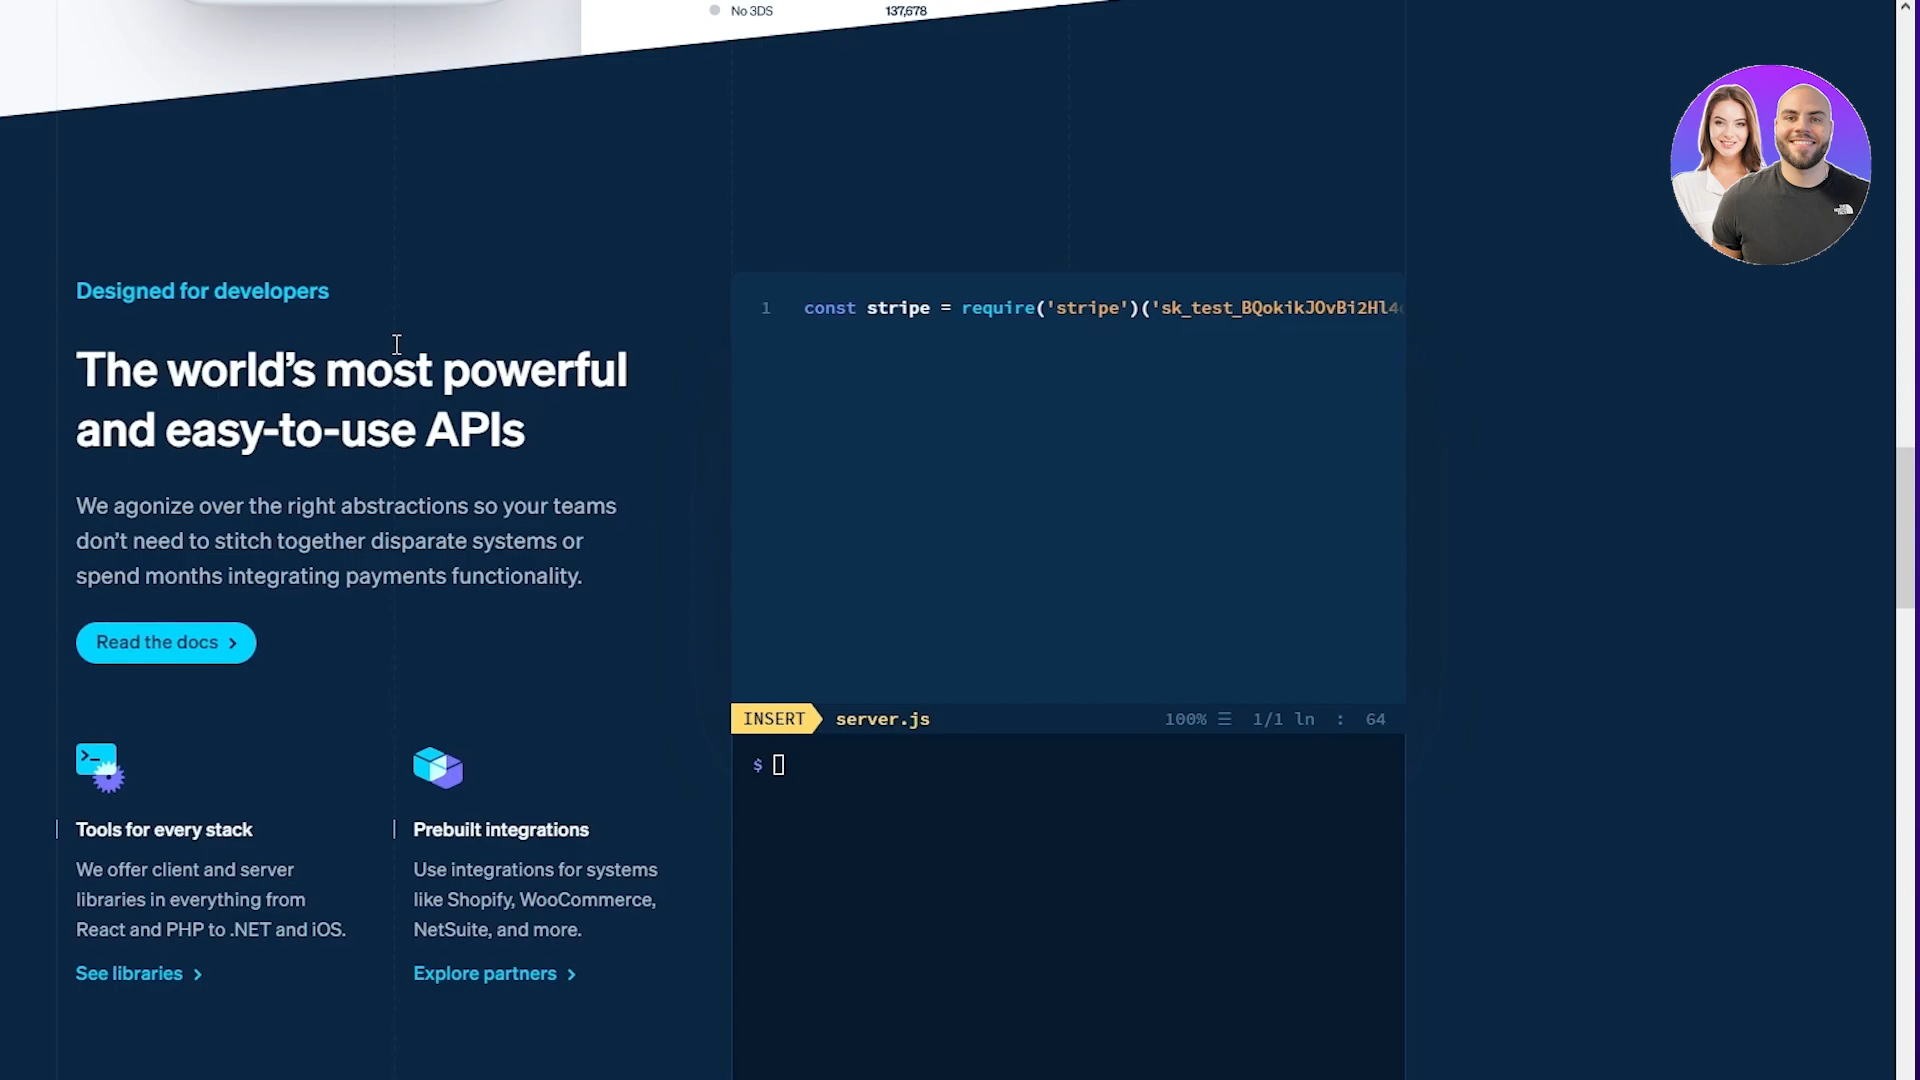 No 3DS 137,678
Designed for developers
The world's most powerful
and easy-to-use APIs
We agonize over the right abstractions so your teams
don't need to stitch together disparate systems or
spend months integrating payments functionality.
Read the docs >
Tools for every stack
We offer client and server
libraries in everything from
React and PHP to .NET and iOS.
See libraries >
Prebuilt integrations
Use integrations for systems
like Shopify, WooCommerce,
NetSuite, and more.
Explore partners >
1 const stripe = require('stripe')('sk_test_BQokikJOvBi2Hl4
INSERT server.js 100% ☰ 1/1 ln : 64
$